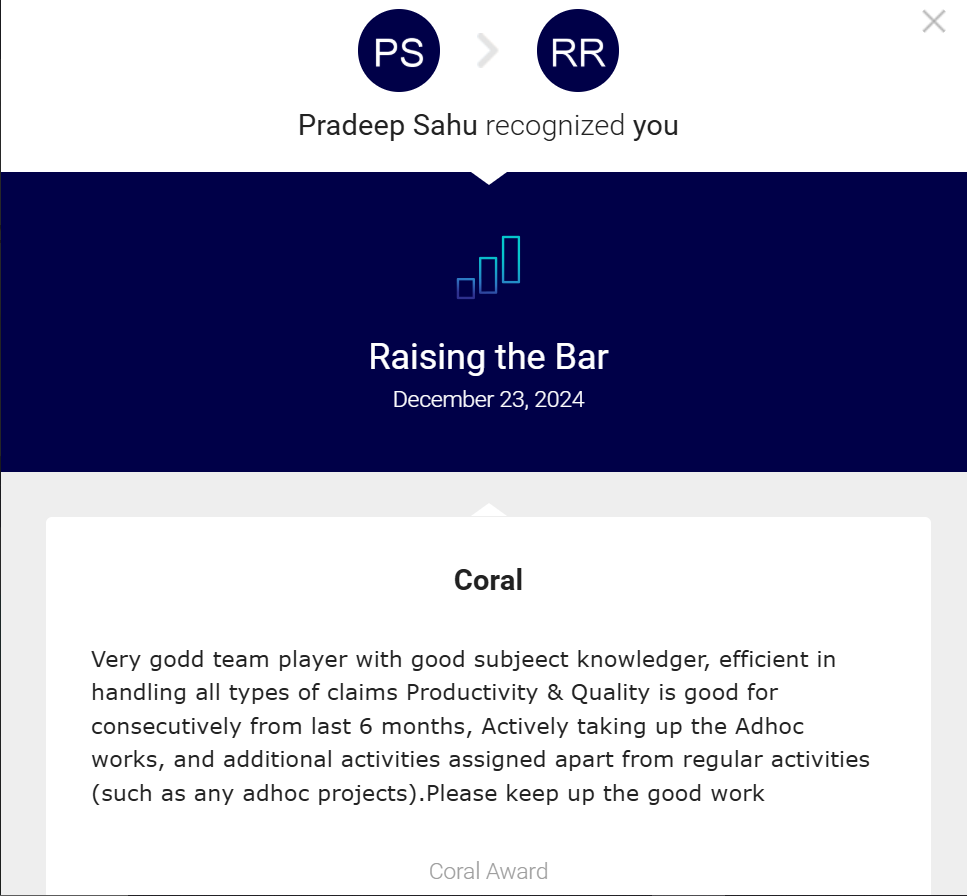 PS
RR
Pradeep Sahu recognized you
Raising the Bar
December 23, 2024
Coral
Very godd team player with good subjeect knowledger, efficient in
handling all types of claims Productivity & Quality is good for
consecutively from last 6 months, Actively taking up the Adhoc
works, and additional activities assigned apart from regular activities
(such as any adhoc projects).Please keep up the good work
Coral Award